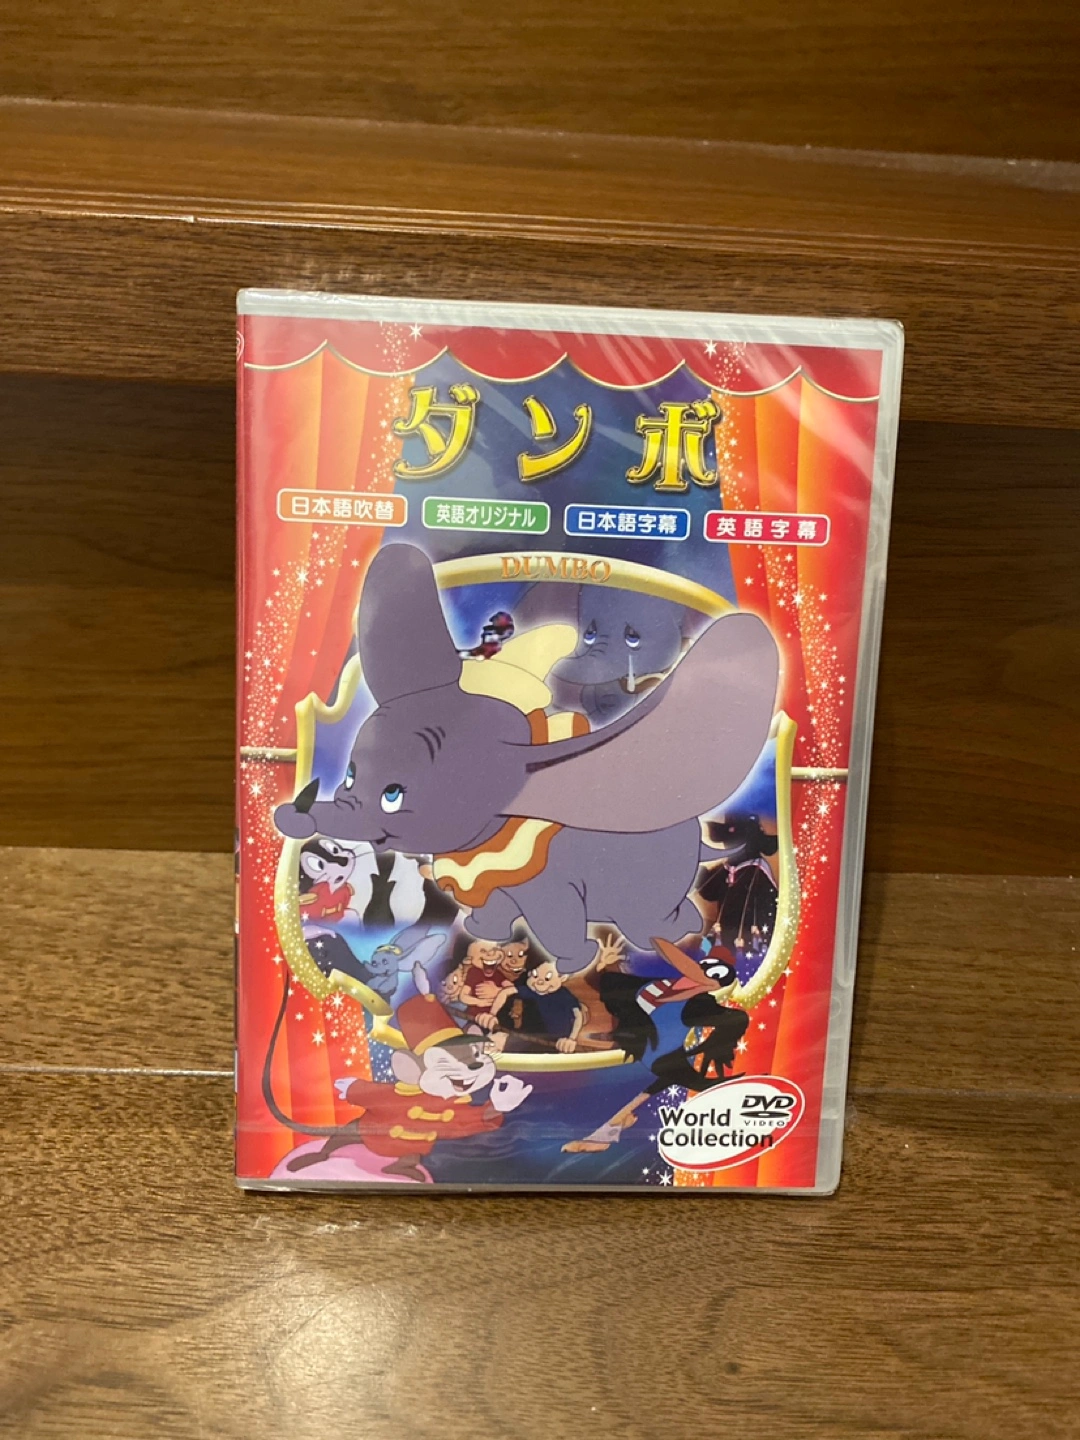 ダンボ
日本語吹替 英語オリジナル 日本語字幕 英語字幕
DUMBO
World
Collection
DVD
VIDEO